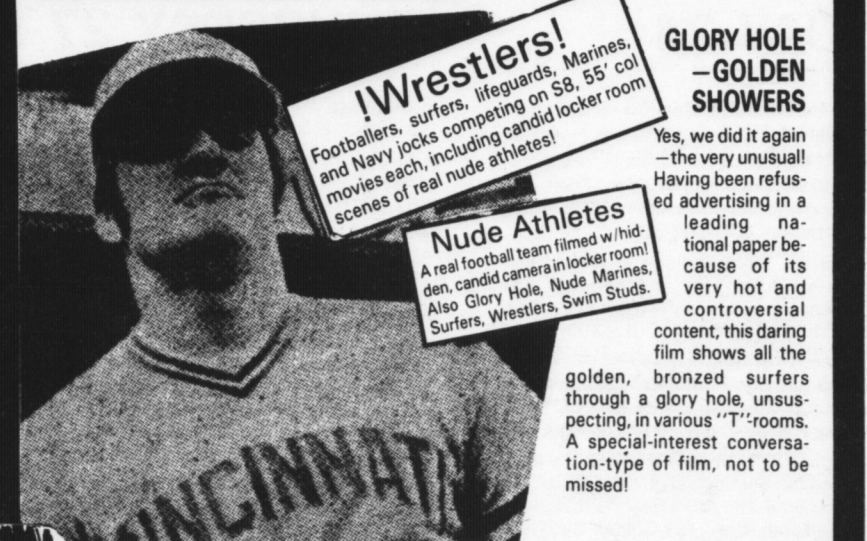 !Wrestlers!
Footballers, surfers, lifeguards, Marines,
and Navy jocks competing on S8, 55' col
movies each, including candid locker room
scenes of real nude athletes!
Nude Athletes
A real football team filmed w/hid-
den, candid camera in locker room!
Also Glory Hole, Nude Marines,
Surfers, Wrestlers, Swim Studs.
GLORY HOLE
—GOLDEN
SHOWERS
Yes, we did it again
—the very unusual!
Having been refus-
ed advertising in a
leading na-
tional paper be-
cause of its
very hot and
controversial
content, this daring
film shows all the
golden, bronzed surfers
through a glory hole, unsus-
pecting, in various "T"-rooms.
A special-interest conversa-
tion-type of film, not to be
missed!
CINCINNATI